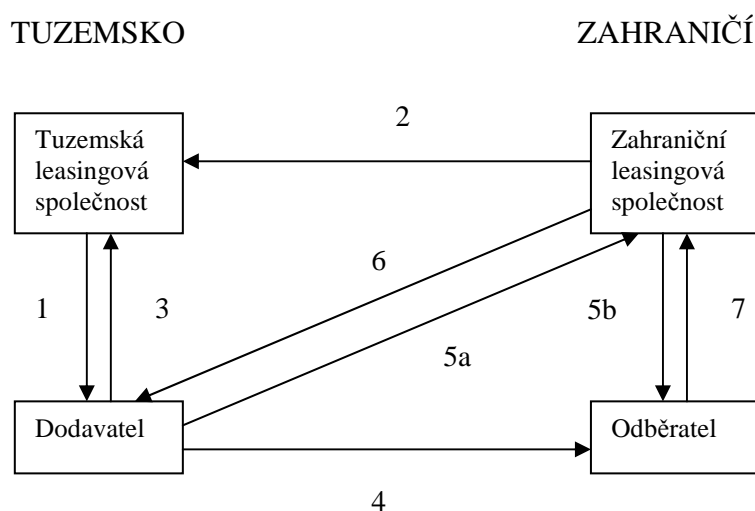 TUZEMSKO
ZAHRANIČÍ
Tuzemská
leasingová
společnost
2
Zahraniční
leasingová
společnost
1
3
6
5a
5b
7
Dodavatel
Odběratel
4